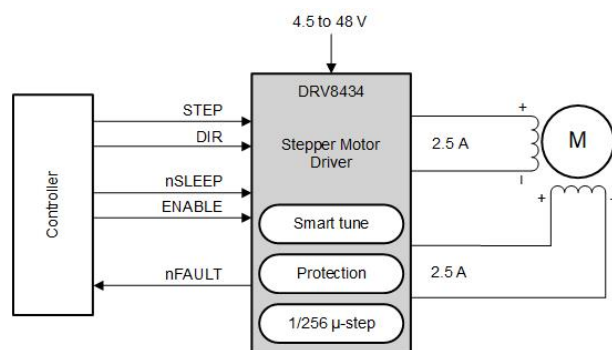 4.5 to 48 V
DRV8434
Stepper Motor
Driver
Controller
STEP
DIR
nSLEEP
ENABLE
nFAULT
Smart tune
Protection
1/256 µ-step
2.5 A
2.5 A
+
–
+
–
M